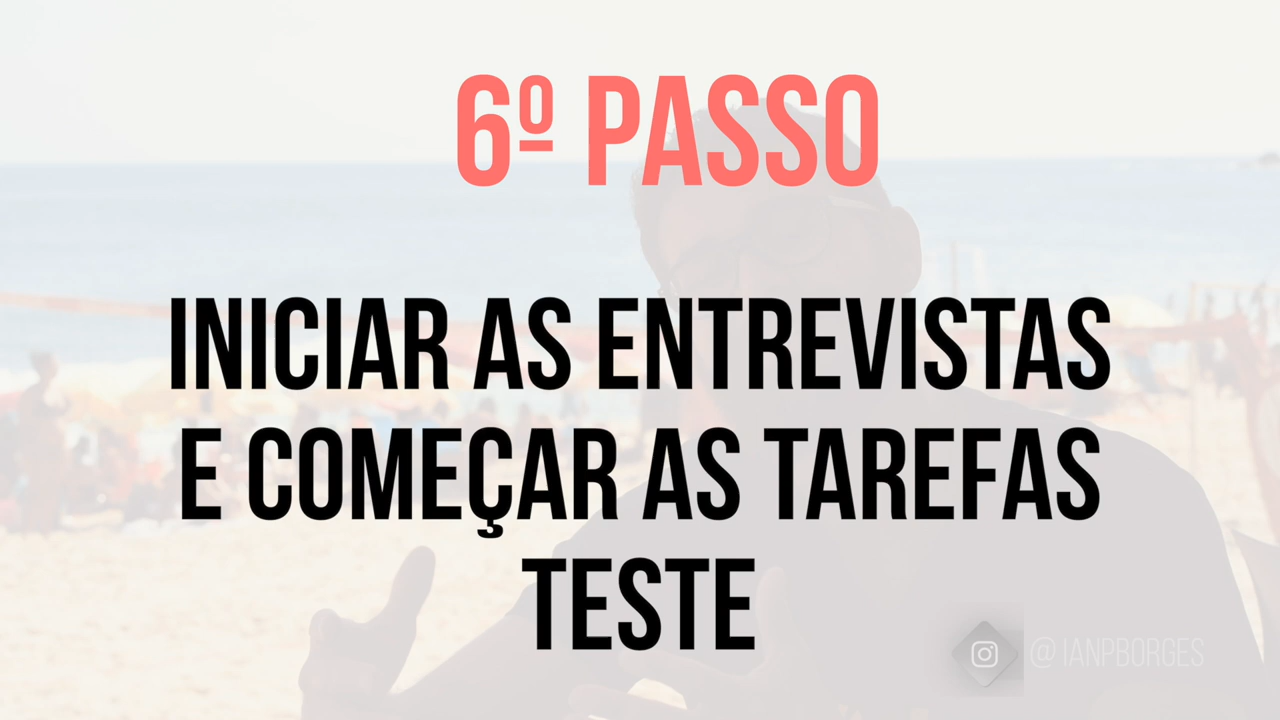 6º PASSO
INICIAR AS ENTREVISTAS
E COMEÇAR AS TAREFAS
TESTE
@IANPBORGES